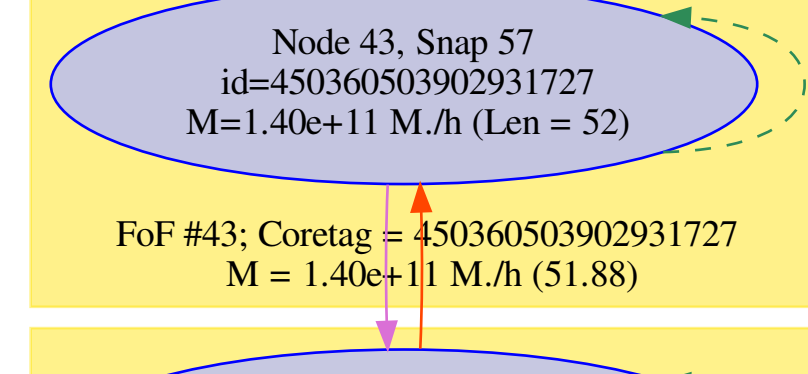 Node 43, Snap 57
id=450360503902931727
M=1.40e+11 M./h (Len = 52)
FoF #43; Coretag = 450360503902931727
M = 1.40e+11 M./h (51.88)